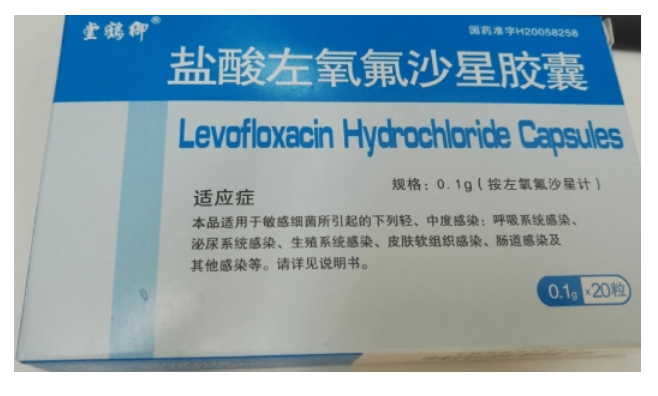 堂鶴御®
国药准字H20058258
盐酸左氧氟沙星胶囊
Levofloxacin Hydrochloride Capsules
规格：0.1g（按左氧氟沙星计）
适应症
本品适用于敏感细菌所引起的下列轻、中度感染：呼吸系统感染、
泌尿系统感染、生殖系统感染、皮肤软组织感染、肠道感染及
其他感染等。请详见说明书。
0.1g ×20粒